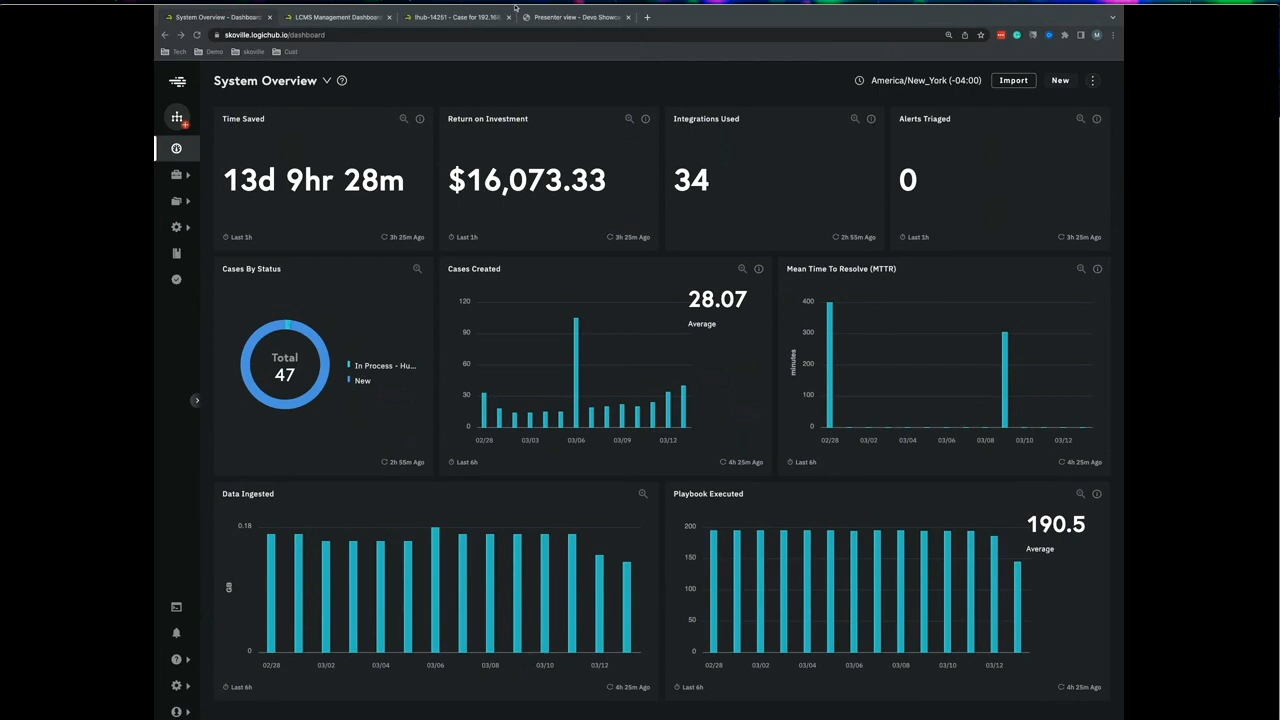 System Overview - Dashboard
LCMS Management Dashboard
lhub-14251 - Case for 192.168
Presenter view - Devo Showca
skoville.logichub.io/dashboard
M
Tech
Demo
skoville
Cust
System Overview
America/New_York (-04:00)
Import
New
Time Saved
13d 9hr 28m
Last 1h
3h 25m Ago
Return on Investment
$16,073.33
Last 1h
3h 25m Ago
Integrations Used
34
2h 55m Ago
Alerts Triaged
0
Last 1h
3h 25m Ago
Cases By Status
Total
47
In Process - Hu...
New
2h 55m Ago
Cases Created
28.07
Average
120
90
60
30
0
02/28
03/03
03/06
03/09
03/12
Last 6h
4h 25m Ago
Mean Time To Resolve (MTTR)
minutes
400
300
200
100
0
02/28
03/02
03/04
03/06
03/08
03/10
03/12
Last 6h
4h 25m Ago
Data Ingested
GB
0.18
0
02/28
03/02
03/04
03/06
03/08
03/10
03/12
Last 6h
4h 25m Ago
Playbook Executed
190.5
Average
200
150
100
50
0
02/28
03/02
03/04
03/06
03/08
03/10
03/12
Last 6h
4h 25m Ago